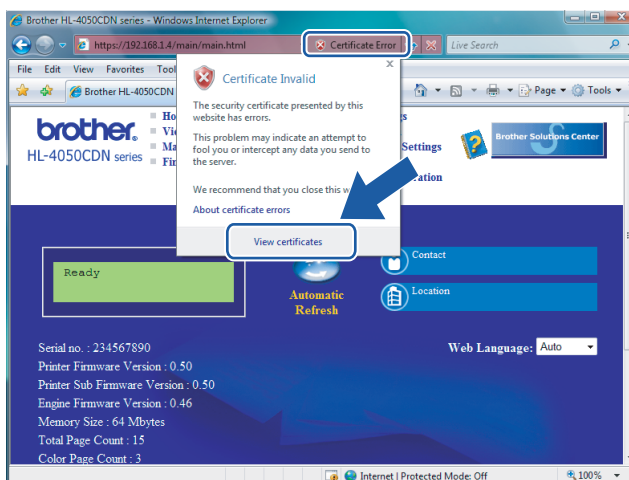 Brother HL-4050CDN series - Windows Internet Explorer
https://192.168.1.4/main/main.html
Certificate Error
Live Search
File Edit View Favorites Tool
Brother HL-4050CDN
Page Tools
Certificate Invalid
The security certificate presented by this
website has errors.
This problem may indicate an attempt to
fool you or intercept any data you send to
the server.
We recommend that you close this
About certificate errors
View certificates
brother
HL-4050CDN series
Settings
Brother Solutions Center
Ready
Automatic
Refresh
Contact
Location
Serial no. : 234567890
Web Language: Auto
Printer Firmware Version : 0.50
Printer Sub Firmware Version : 0.50
Engine Firmware Version : 0.46
Memory Size : 64 Mbytes
Total Page Count : 15
Color Page Count : 3
Internet | Protected Mode: Off
100%